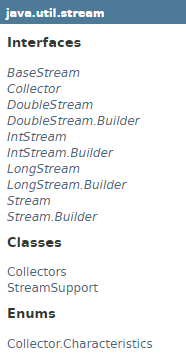 java.util.stream
Interfaces
BaseStream
Collector
DoubleStream
DoubleStream.Builder
IntStream
IntStream.Builder
LongStream
LongStream.Builder
Stream
Stream.Builder
Classes
Collectors
StreamSupport
Enums
Collector.Characteristics